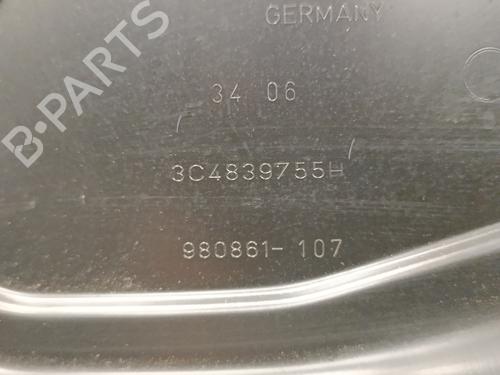 B-PARTS
GERMANY
34 06
3C4839755H
980861-107